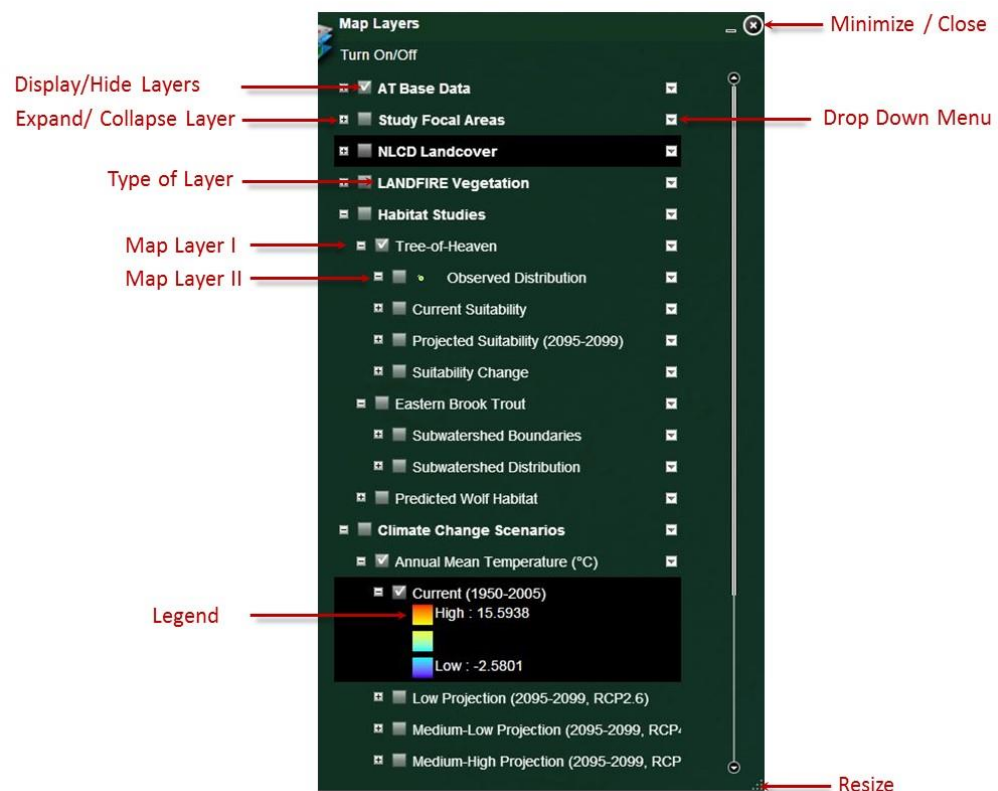 Map Layers
Minimize / Close
Turn On/Off
Display/Hide Layers
AT Base Data
Expand/ Collapse Layer
Study Focal Areas
Drop Down Menu
NLCD Landcover
Type of Layer
LANDFIRE Vegetation
Habitat Studies
Map Layer I
Tree-of-Heaven
Map Layer II
Observed Distribution
Current Suitability
Projected Suitability (2095-2099)
Suitability Change
Eastern Brook Trout
Subwatershed Boundaries
Subwatershed Distribution
Predicted Wolf Habitat
Climate Change Scenarios
Annual Mean Temperature (°C)
Current (1950-2005)
Legend
High : 15.5938
Low : -2.5801
Low Projection (2095-2099, RCP2.6)
Medium-Low Projection (2095-2099, RCP
Medium-High Projection (2095-2099, RCP
Resize